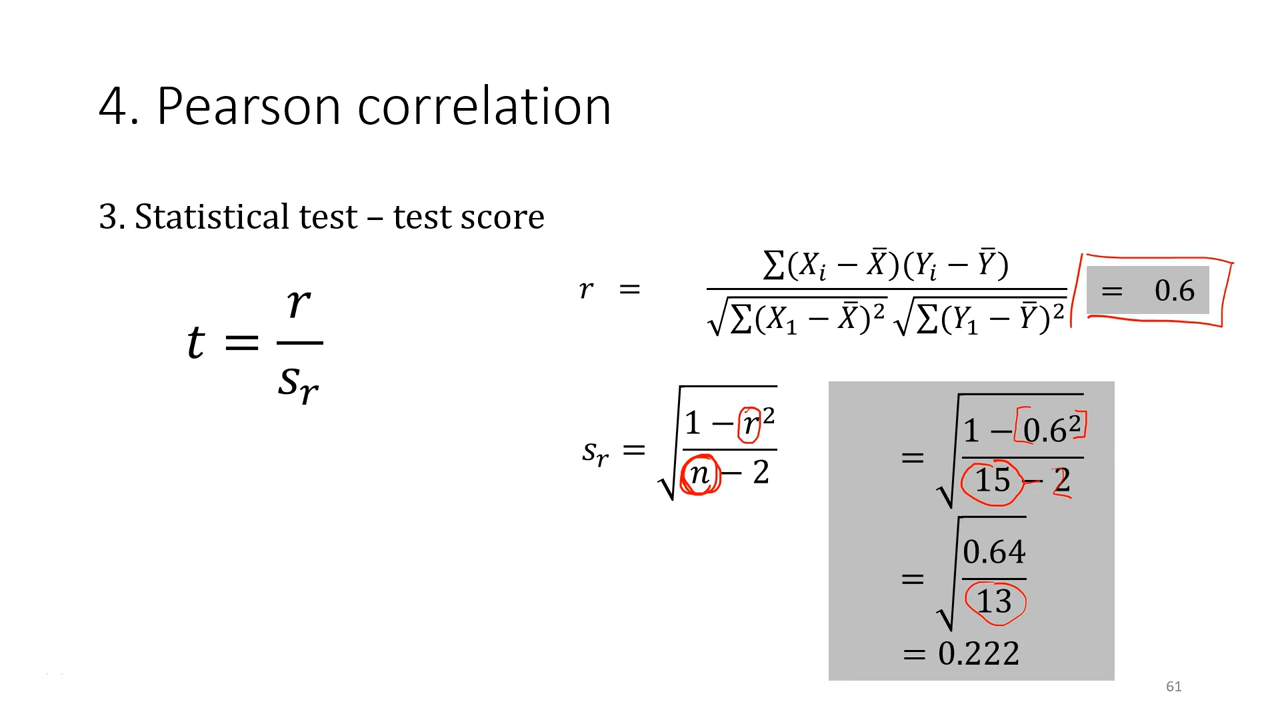 4. Pearson correlation
3. Statistical test – test score
t = r / s_r
r = ∑(X_i − X̄)(Y_i − Ȳ) / √∑(X_1 − X̄)² √∑(Y_1 − Ȳ)² = 0.6
s_r = √((1 − r²) / (n − 2)) = √((1 − 0.6²) / (15 − 2))
= √(0.64 / 13)
= 0.222
61